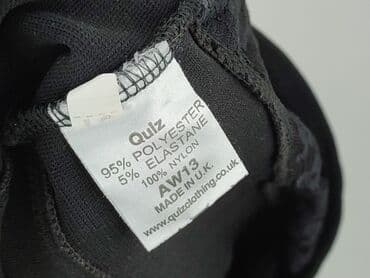 Quiz
95% POLYESTER
5% ELASTANE
100% NYLON
AW13
MADE IN U.K.
www.quizclothing.co.uk